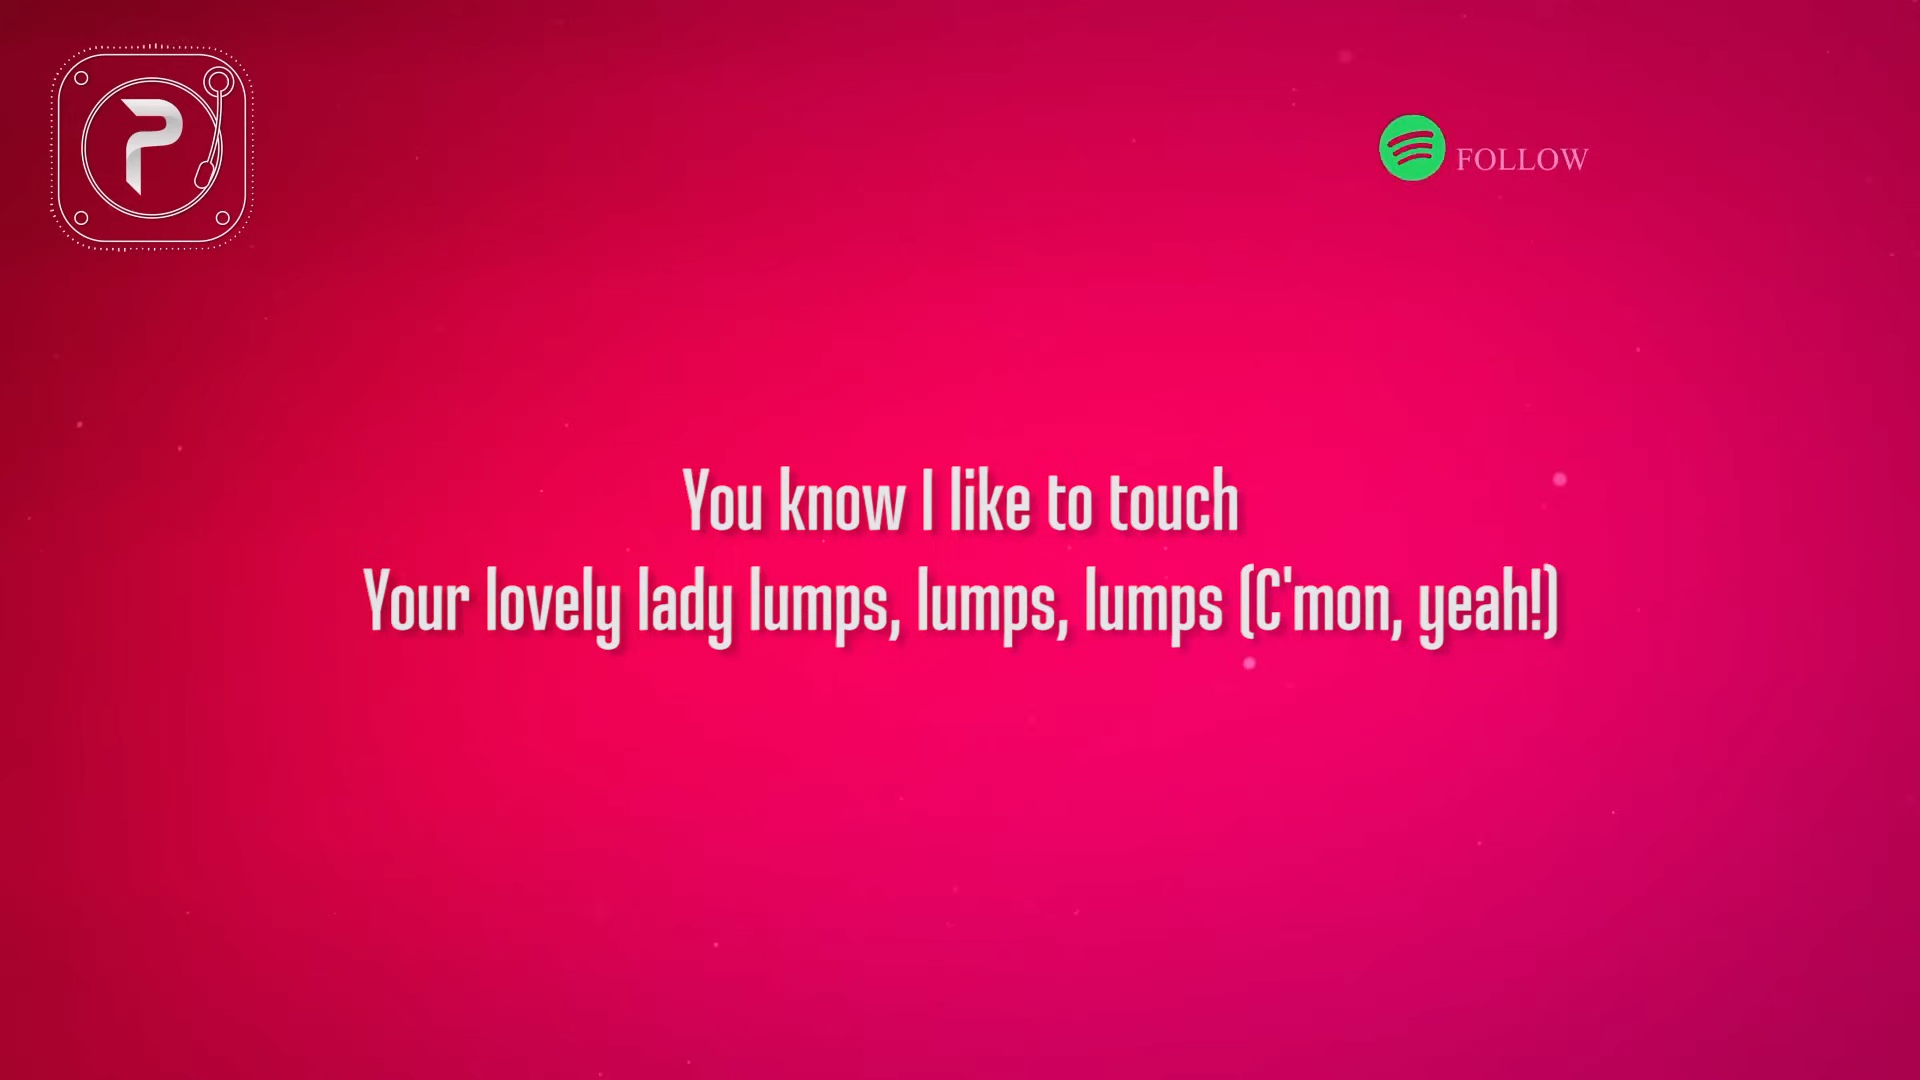 P
FOLLOW
You know I like to touch
Your lovely lady lumps, lumps, lumps (C'mon, yeah!)